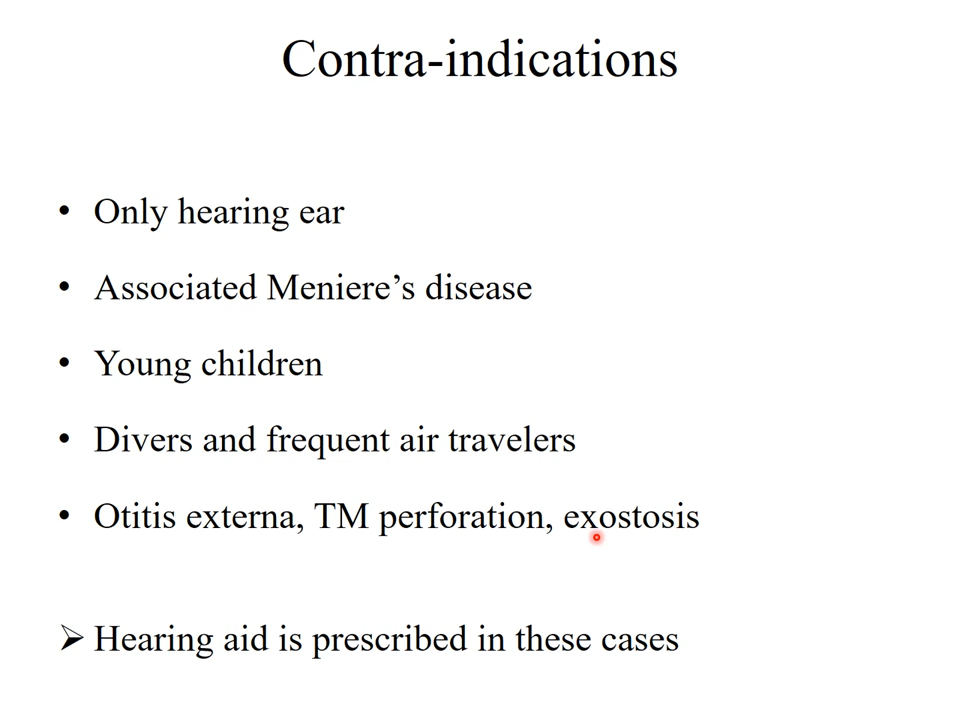 Contra-indications
• Only hearing ear
• Associated Meniere’s disease
• Young children
• Divers and frequent air travelers
• Otitis externa, TM perforation, exostosis
➢ Hearing aid is prescribed in these cases